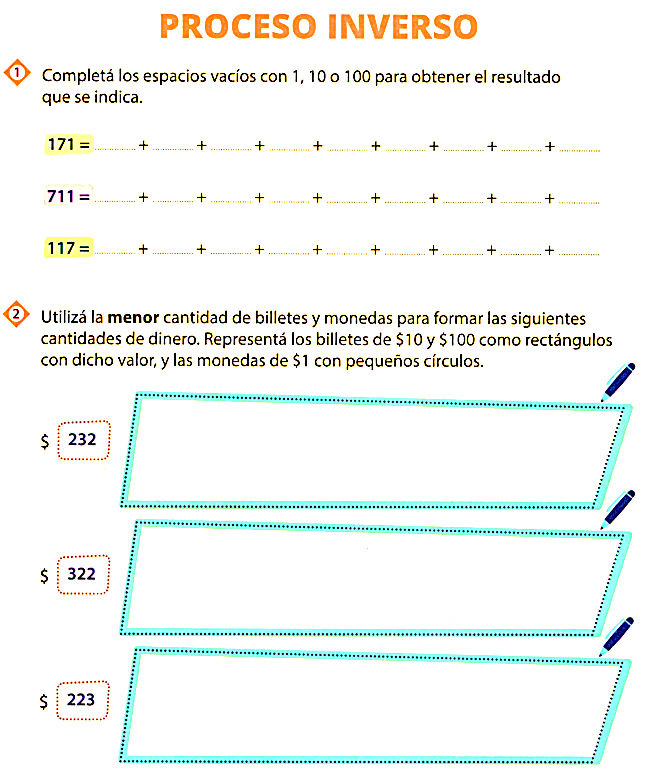 PROCESO INVERSO
1 Completá los espacios vacíos con 1, 10 o 100 para obtener el resultado
que se indica.
171 = ........ + ........ + ........ + ........ + ........ + ........ + ........ + ........ + ........
711 = ........ + ........ + ........ + ........ + ........ + ........ + ........ + ........ + ........
117 = ........ + ........ + ........ + ........ + ........ + ........ + ........ + ........ + ........
2 Utilizá la menor cantidad de billetes y monedas para formar las siguientes
cantidades de dinero. Representá los billetes de $10 y $100 como rectángulos
con dicho valor, y las monedas de $1 con pequeños círculos.
$ 232
$ 322
$ 223